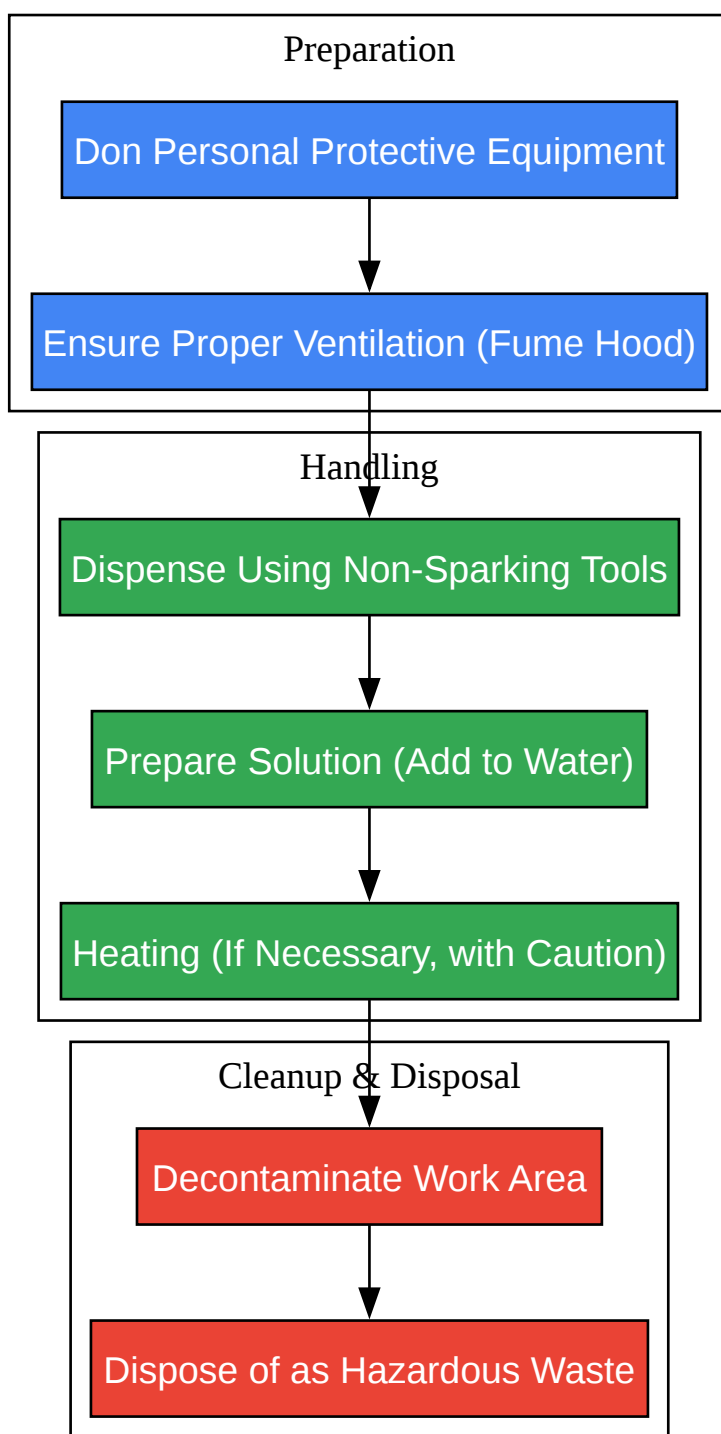 Preparation
Don Personal Protective Equipment
Ensure Proper Ventilation (Fume Hood)
Handling
Dispense Using Non-Sparking Tools
Prepare Solution (Add to Water)
Heating (If Necessary, with Caution)
Cleanup & Disposal
Decontaminate Work Area
Dispose of as Hazardous Waste